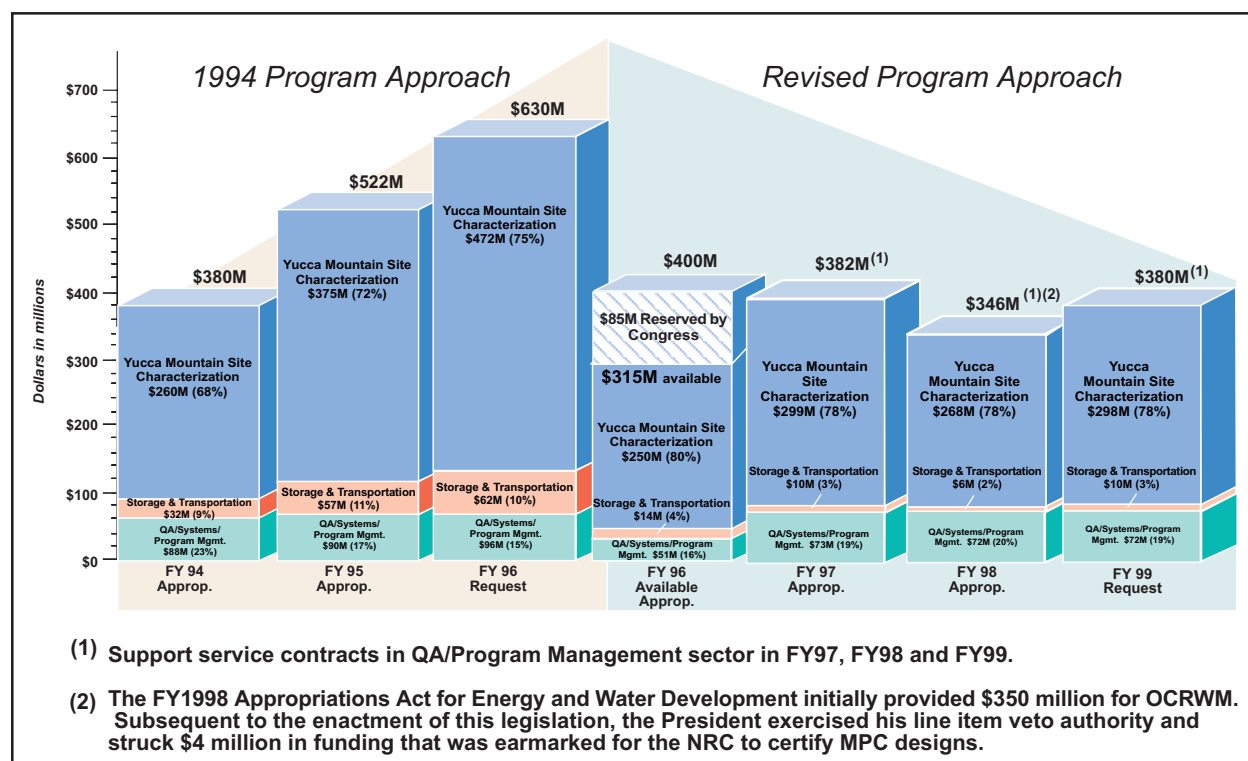 1994 Program Approach
Revised Program Approach
Dollars in millions
$700
$600
$500
$400
$300
$200
$100
$0
$380M
Yucca Mountain Site
Characterization
$260M (68%)
Storage & Transportation
$32M (9%)
QA/Systems/
Program Mgmt.
$88M (23%)
FY 94
Approp.
$522M
Yucca Mountain Site
Characterization
$375M (72%)
Storage & Transportation
$57M (11%)
QA/Systems/
Program Mgmt.
$90M (17%)
FY 95
Approp.
$630M
Yucca Mountain Site
Characterization
$472M (75%)
Storage & Transportation
$62M (10%)
QA/Systems/
Program Mgmt.
$96M (15%)
FY 96
Request
$400M
$85M Reserved by
Congress
$315M available
Yucca Mountain Site
Characterization
$250M (80%)
Storage & Transportation
$14M (4%)
QA/Systems/Program
Mgmt. $51M (16%)
FY 96
Available
Approp.
$382M(1)
Yucca Mountain
Site
Characterization
$299M (78%)
Storage & Transportation
$10M (3%)
QA/Systems/Program
Mgmt. $73M (19%)
FY 97
Approp.
$346M (1)(2)
Yucca
Mountain Site
Characterization
$268M (78%)
Storage & Transportation
$6M (2%)
QA/Systems/Program
Mgmt. $72M (20%)
FY 98
Approp.
$380M(1)
Yucca
Mountain Site
Characterization
$298M (78%)
Storage & Transportation
$10M (3%)
QA/Systems/Program
Mgmt. $72M (19%)
FY 99
Request
(1) Support service contracts in QA/Program Management sector in FY97, FY98 and FY99.
(2) The FY1998 Appropriations Act for Energy and Water Development initially provided $350 million for OCRWM.
Subsequent to the enactment of this legislation, the President exercised his line item veto authority and
struck $4 million in funding that was earmarked for the NRC to certify MPC designs.